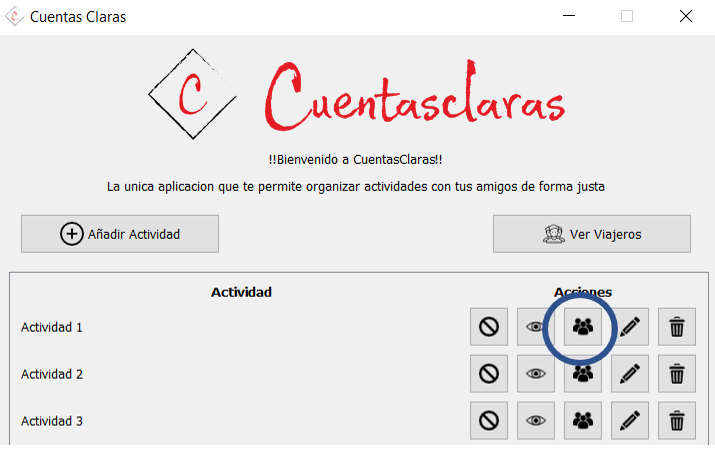 Cuentas Claras
C
Cuentasclaras
!!Bienvenido a CuentasClaras!!
La unica aplicacion que te permite organizar actividades con tus amigos de forma justa
Añadir Actividad Ver Viajeros
Actividad Acciones
Actividad 1
Actividad 2
Actividad 3